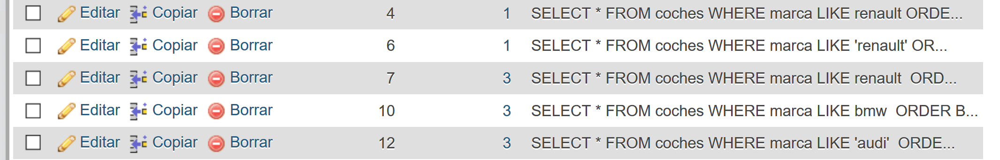 Editar Copiar Borrar 4 1 SELECT * FROM coches WHERE marca LIKE renault ORDE...
Editar Copiar Borrar 6 1 SELECT * FROM coches WHERE marca LIKE 'renault' OR...
Editar Copiar Borrar 7 3 SELECT * FROM coches WHERE marca LIKE renault  ORD...
Editar Copiar Borrar 10 3 SELECT * FROM coches WHERE marca LIKE bmw  ORDER B...
Editar Copiar Borrar 12 3 SELECT * FROM coches WHERE marca LIKE 'audi'  ORDE...